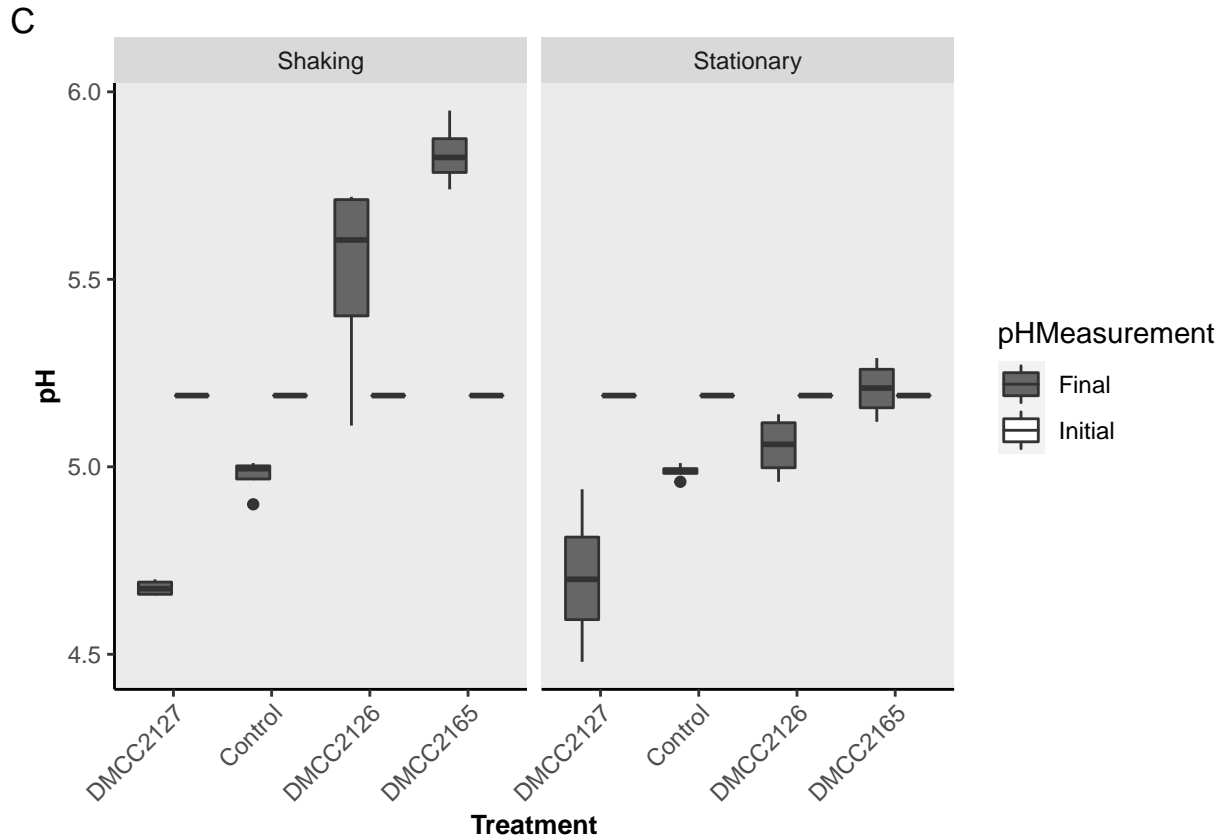 C
Shaking
Stationary
6.0
5.5
5.0
4.5
pH
DMCC2127
Control
DMCC2126
DMCC2165
DMCC2127
Control
DMCC2126
DMCC2165
Treatment
pHMeasurement
Final
Initial